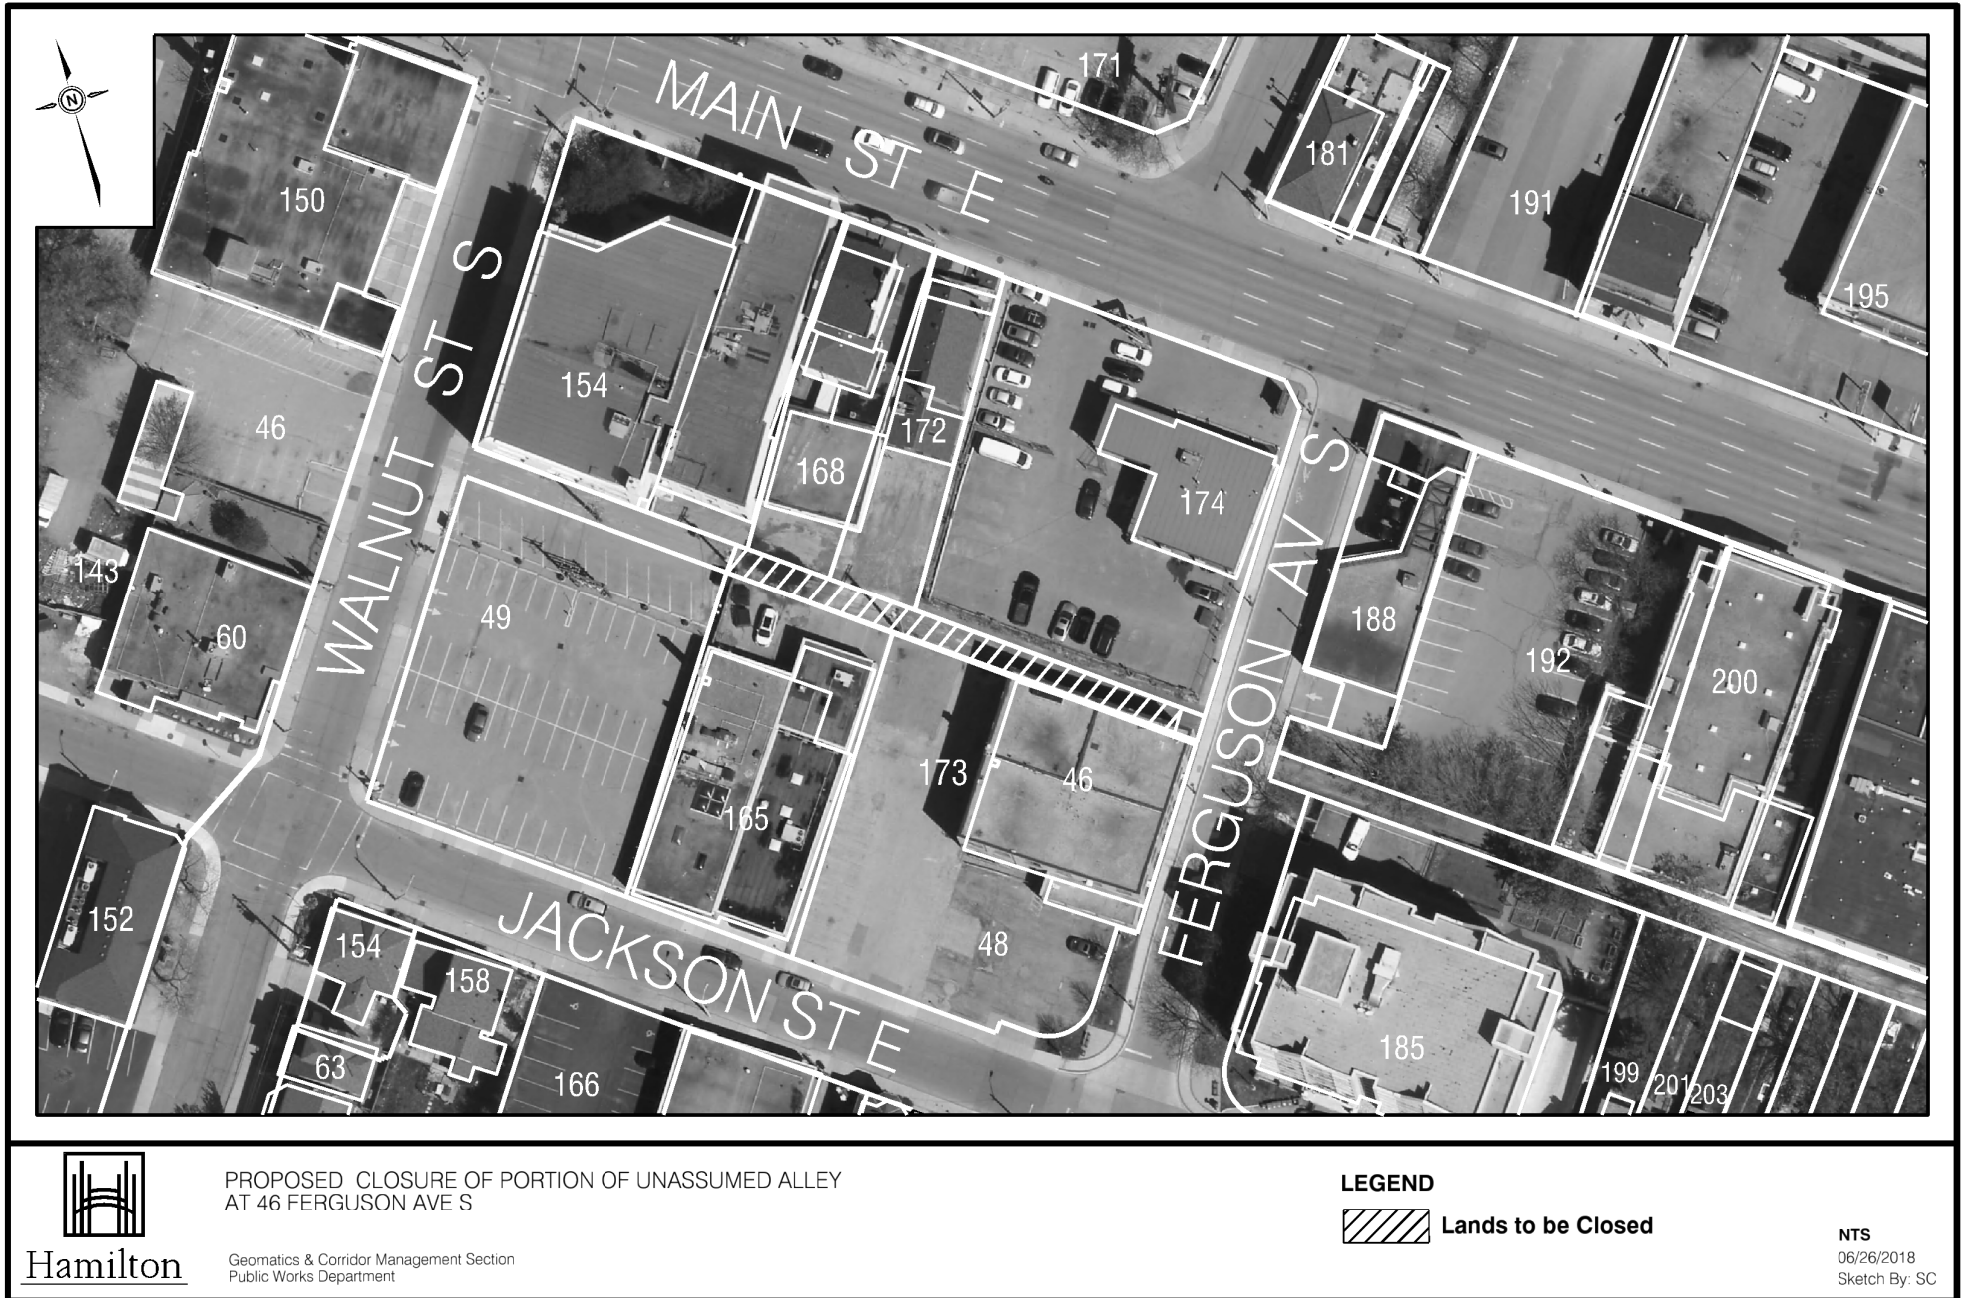 N
MAIN ST E
171
181
150
191
195
WALNUT ST S
154
46
172
168
174
FERGUSON AV S
143
60
49
188
192
200
173
46
165
152
154
158
JACKSON ST E
48
63
166
185
199
201
203
PROPOSED CLOSURE OF PORTION OF UNASSUMED ALLEY
AT 46 FERGUSON AVE S
Geomatics & Corridor Management Section
Public Works Department
Hamilton
LEGEND
Lands to be Closed
NTS
06/26/2018
Sketch By: SC